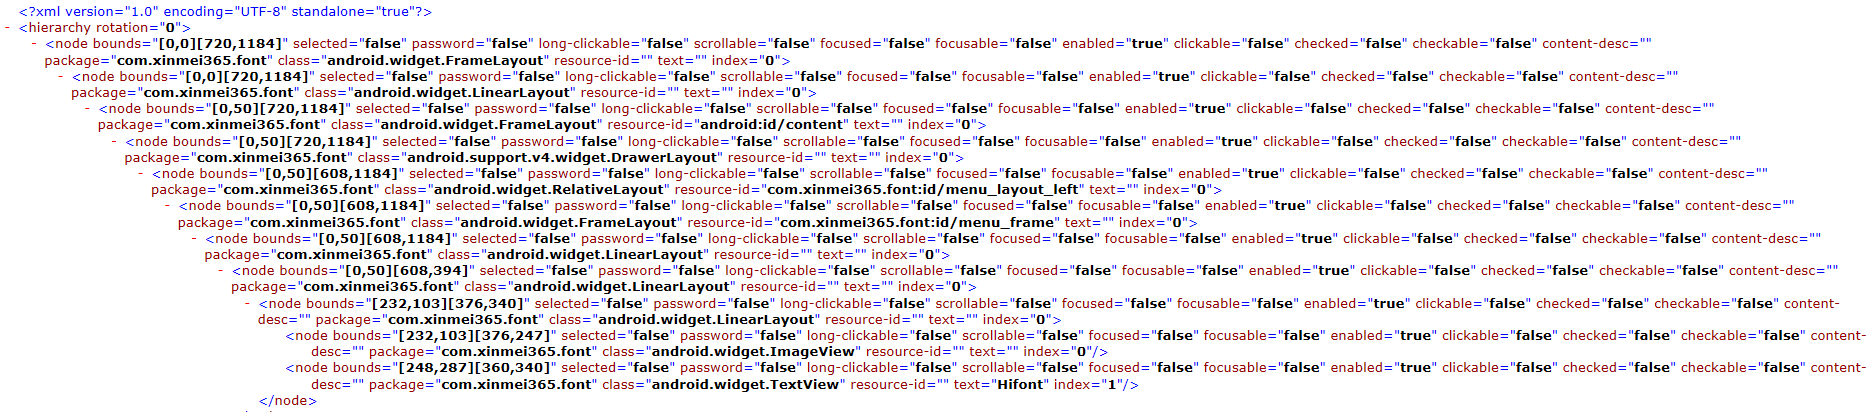 <?xml version="1.0" encoding="UTF-8" standalone="true"?>
- <hierarchy rotation="0">
- <node bounds="[0,0][720,1184]" selected="false" password="false" long-clickable="false" scrollable="false" focused="false" focusable="false" enabled="true" clickable="false" checked="false" checkable="false" content-desc=""
package="com.xinmei365.font" class="android.widget.FrameLayout" resource-id="" text="" index="0">
- <node bounds="[0,0][720,1184]" selected="false" password="false" long-clickable="false" scrollable="false" focused="false" focusable="false" enabled="true" clickable="false" checked="false" checkable="false" content-desc=""
package="com.xinmei365.font" class="android.widget.LinearLayout" resource-id="" text="" index="0">
- <node bounds="[0,50][720,1184]" selected="false" password="false" long-clickable="false" scrollable="false" focused="false" focusable="false" enabled="true" clickable="false" checked="false" checkable="false" content-desc=""
package="com.xinmei365.font" class="android.widget.FrameLayout" resource-id="android:id/content" text="" index="0">
- <node bounds="[0,50][720,1184]" selected="false" password="false" long-clickable="false" scrollable="false" focused="false" focusable="false" enabled="true" clickable="false" checked="false" checkable="false" content-desc=""
package="com.xinmei365.font" class="android.support.v4.widget.DrawerLayout" resource-id="" text="" index="0">
- <node bounds="[0,50][608,1184]" selected="false" password="false" long-clickable="false" scrollable="false" focused="false" focusable="false" enabled="true" clickable="false" checked="false" checkable="false" content-desc=""
package="com.xinmei365.font" class="android.widget.RelativeLayout" resource-id="com.xinmei365.font:id/menu_layout_left" text="" index="0">
- <node bounds="[0,50][608,1184]" selected="false" password="false" long-clickable="false" scrollable="false" focused="false" focusable="false" enabled="true" clickable="false" checked="false" checkable="false" content-desc=""
package="com.xinmei365.font" class="android.widget.FrameLayout" resource-id="com.xinmei365.font:id/menu_frame" text="" index="0">
- <node bounds="[0,50][608,1184]" selected="false" password="false" long-clickable="false" scrollable="false" focused="false" focusable="false" enabled="true" clickable="false" checked="false" checkable="false" content-desc=""
package="com.xinmei365.font" class="android.widget.LinearLayout" resource-id="" text="" index="0">
- <node bounds="[0,50][608,394]" selected="false" password="false" long-clickable="false" scrollable="false" focused="false" focusable="false" enabled="true" clickable="false" checked="false" checkable="false" content-desc=""
package="com.xinmei365.font" class="android.widget.LinearLayout" resource-id="" text="" index="0">
- <node bounds="[232,103][376,340]" selected="false" password="false" long-clickable="false" scrollable="false" focused="false" focusable="false" enabled="true" clickable="false" checked="false" checkable="false" content-
desc="" package="com.xinmei365.font" class="android.widget.LinearLayout" resource-id="" text="" index="0">
<node bounds="[232,103][376,247]" selected="false" password="false" long-clickable="false" scrollable="false" focused="false" focusable="false" enabled="true" clickable="false" checked="false" checkable="false" content-
desc="" package="com.xinmei365.font" class="android.widget.ImageView" resource-id="" text="" index="0"/>
<node bounds="[248,287][360,340]" selected="false" password="false" long-clickable="false" scrollable="false" focused="false" focusable="false" enabled="true" clickable="false" checked="false" checkable="false" content-
desc="" package="com.xinmei365.font" class="android.widget.TextView" resource-id="" text="Hifont" index="1"/>
</node>